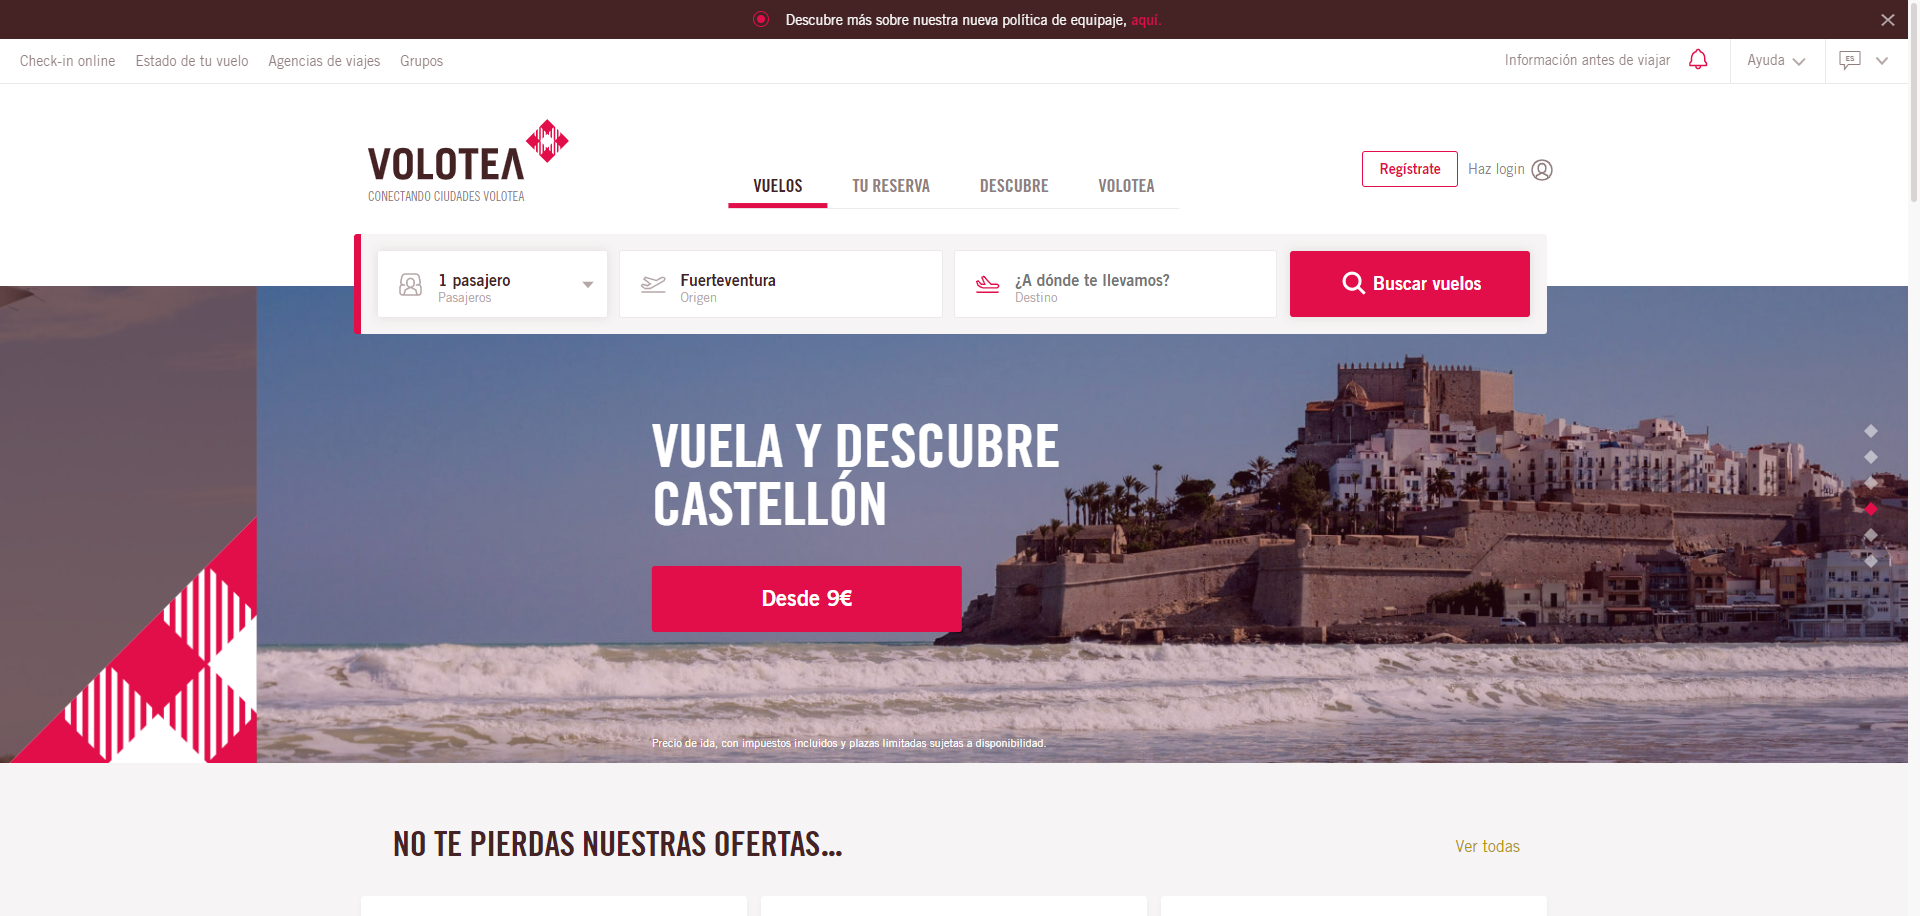 Descubre más sobre nuestra nueva política de equipaje, aquí.
Check-in online
Estado de tu vuelo
Agencias de viajes
Grupos
Información antes de viajar
Ayuda
ES
VOLOTEA
CONECTANDO CIUDADES VOLOTEA
VUELOS
TU RESERVA
DESCUBRE
VOLOTEA
Regístrate
Haz login
1 pasajero
Pasajeros
Fuerteventura
Origen
¿A dónde te llevamos?
Destino
Buscar vuelos
VUELA Y DESCUBRE
CASTELLÓN
Desde 9€
Precio de ida, con impuestos incluidos y plazas limitadas sujetas a disponibilidad.
NO TE PIERDAS NUESTRAS OFERTAS...
Ver todas